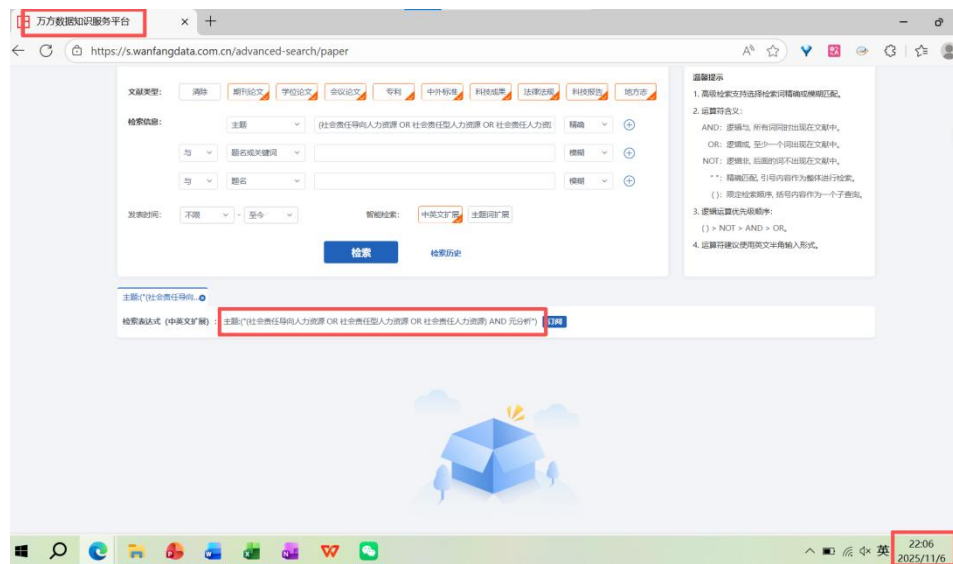 万方数据知识服务平台
https://s.wanfangdata.com.cn/advanced-search/paper
文献类型: 清除 期刊论文 学位论文 会议论文 专利 中外标准 科技成果 法律法规 科技报告 地方志
检索信息: 主题 (社会责任导向人力资源 OR 社会责任型人力资源 OR 社会责任人力资 精确
与 题名或关键词 模糊
与 题名 模糊
发表时间: 不限 - 至今 智能检索: 中英文扩展 主题词扩展
检索 检索历史
温馨提示
1. 高级检索支持选择检索词精确或模糊匹配。
2. 运算符含义:
AND: 逻辑与, 所有词同时出现在文献中。
OR: 逻辑或, 至少一个词出现在文献中。
NOT: 逻辑非, 后面的词不出现在文献中。
" ": 精确匹配, 引号内容作为整体进行检索。
( ): 限定检索顺序, 括号内容作为一个子查询。
3. 逻辑运算优先级顺序:
( ) > NOT > AND > OR。
4. 运算符建议使用英文半角输入形式。
主题:("(社会责任导向...
检索表达式 (中英文扩展) : 主题:("(社会责任导向人力资源 OR 社会责任型人力资源 OR 社会责任人力资源) AND 元分析") 订阅
英
22:06
2025/11/6